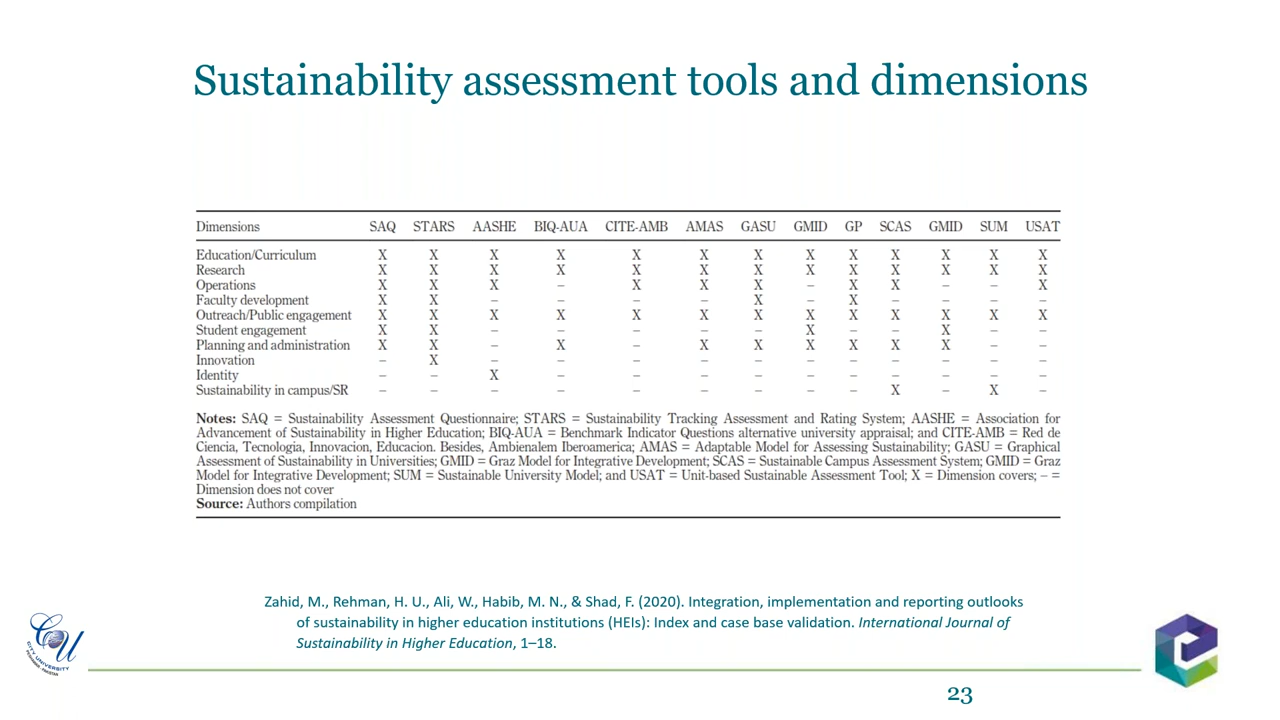 Sustainability assessment tools and dimensions
Dimensions SAQ STARS AASHE BIQ-AUA CITE-AMB AMAS GASU GMID GP SCAS GMID SUM USAT
Education/Curriculum X X X X X X X X X X X X X
Research X X X X X X X X X X X X X
Operations X X X – X X X – X X – – X
Faculty development X X – – – – X – X – – – –
Outreach/Public engagement X X X X X X X X X X X X X
Student engagement X X – – – – – X – – X – –
Planning and administration X X – X – X X X X X X – –
Innovation – X – – – – – – – – – – –
Identity – – X – – – – – – – – – –
Sustainability in campus/SR – – – – – – – – – X – X –
Notes: SAQ = Sustainability Assessment Questionnaire; STARS = Sustainability Tracking Assessment and Rating System; AASHE = Association for
Advancement of Sustainability in Higher Education; BIQ-AUA = Benchmark Indicator Questions alternative university appraisal; and CITE-AMB = Red de
Ciencia, Tecnologia, Innovacion, Educacion. Besides, Ambienalem Iberoamerica; AMAS = Adaptable Model for Assessing Sustainability; GASU = Graphical
Assessment of Sustainability in Universities; GMID = Graz Model for Integrative Development; SCAS = Sustainable Campus Assessment System; GMID = Graz
Model for Integrative Development; SUM = Sustainable University Model; and USAT = Unit-based Sustainable Assessment Tool; X = Dimension covers; – =
Dimension does not cover
Source: Authors compilation
Zahid, M., Rehman, H. U., Ali, W., Habib, M. N., & Shad, F. (2020). Integration, implementation and reporting outlooks
of sustainability in higher education institutions (HEIs): Index and case base validation. International Journal of
Sustainability in Higher Education, 1–18.
CU
CITY UNIVERSITY
23